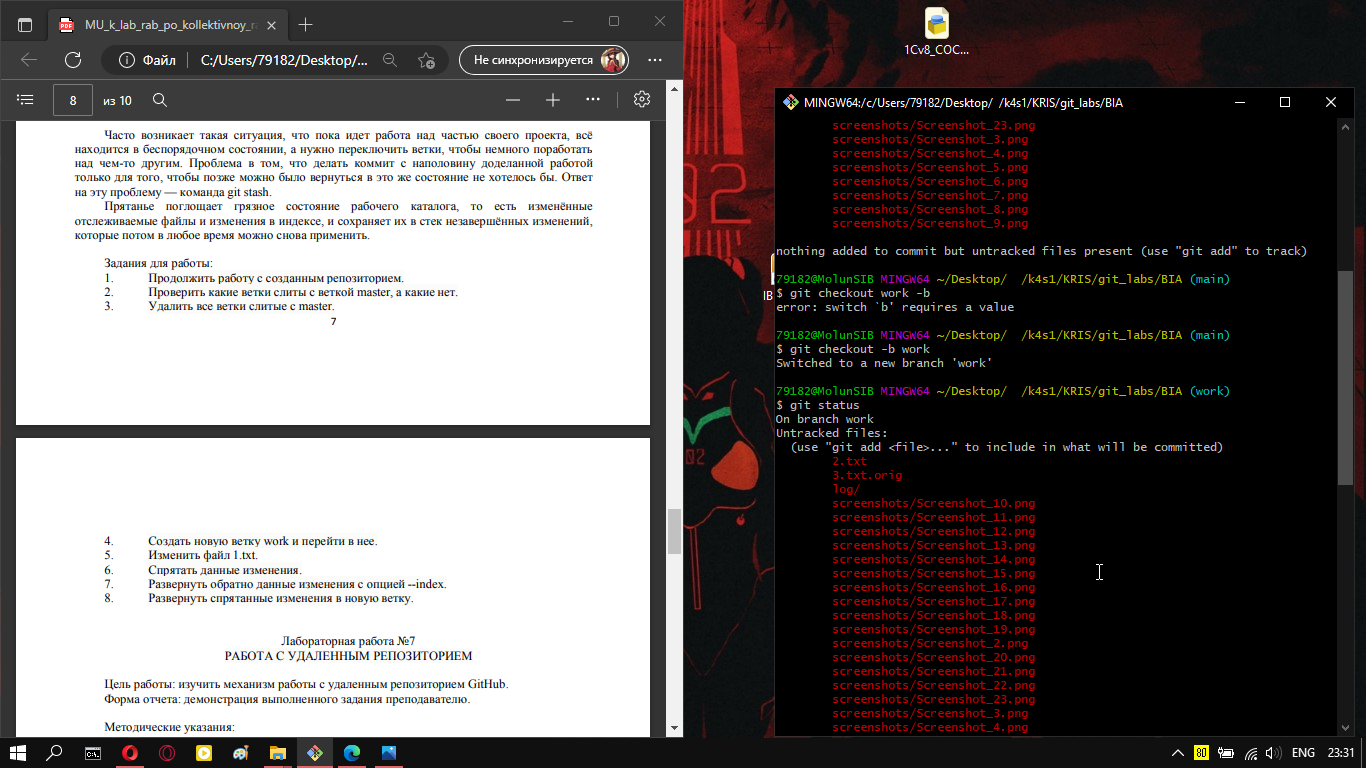 MU_k_lab_rab_po_kollektivnoy_ra
Файл
C:/Users/79182/Desktop/...
Не синхронизируется
8 из 10
Часто возникает такая ситуация, что пока идет работа над частью своего проекта, всё
находится в беспорядочном состоянии, а нужно переключить ветки, чтобы немного поработать
над чем-то другим. Проблема в том, что делать коммит с наполовину доделанной работой
только для того, чтобы позже можно было вернуться в это же состояние не хотелось бы. Ответ
на эту проблему — команда git stash.
Прятанье поглощает грязное состояние рабочего каталога, то есть изменённые
отслеживаемые файлы и изменения в индексе, и сохраняет их в стек незавершённых изменений,
которые потом в любое время можно снова применить.
Задания для работы:
1. Продолжить работу с созданным репозиторием.
2. Проверить какие ветки слиты с веткой master, а какие нет.
3. Удалить все ветки слитые с master.
7
4. Создать новую ветку work и перейти в нее.
5. Изменить файл 1.txt.
6. Спрятать данные изменения.
7. Развернуть обратно данные изменения с опцией --index.
8. Развернуть спрятанные изменения в новую ветку.
Лабораторная работа №7
РАБОТА С УДАЛЕННЫМ РЕПОЗИТОРИЕМ
Цель работы: изучить механизм работы с удаленным репозиторием GitHub.
Форма отчета: демонстрация выполненного задания преподавателю.
Методические указания:
1Cv8_COC...
92
02
MINGW64:/c/Users/79182/Desktop/ /k4s1/KRIS/git_labs/BIA
screenshots/Screenshot_23.png
screenshots/Screenshot_3.png
screenshots/Screenshot_4.png
screenshots/Screenshot_5.png
screenshots/Screenshot_6.png
screenshots/Screenshot_7.png
screenshots/Screenshot_8.png
screenshots/Screenshot_9.png
nothing added to commit but untracked files present (use "git add" to track)
79182@MolunSIB MINGW64 ~/Desktop/ /k4s1/KRIS/git_labs/BIA (main)
$ git checkout work -b
error: switch `b' requires a value
79182@MolunSIB MINGW64 ~/Desktop/ /k4s1/KRIS/git_labs/BIA (main)
$ git checkout -b work
Switched to a new branch 'work'
79182@MolunSIB MINGW64 ~/Desktop/ /k4s1/KRIS/git_labs/BIA (work)
$ git status
On branch work
Untracked files:
(use "git add <file>..." to include in what will be committed)
2.txt
3.txt.orig
log/
screenshots/Screenshot_10.png
screenshots/Screenshot_11.png
screenshots/Screenshot_12.png
screenshots/Screenshot_13.png
screenshots/Screenshot_14.png
screenshots/Screenshot_15.png
screenshots/Screenshot_16.png
screenshots/Screenshot_17.png
screenshots/Screenshot_18.png
screenshots/Screenshot_19.png
screenshots/Screenshot_2.png
screenshots/Screenshot_20.png
screenshots/Screenshot_21.png
screenshots/Screenshot_22.png
screenshots/Screenshot_23.png
screenshots/Screenshot_3.png
screenshots/Screenshot_4.png
80
ENG
23:31